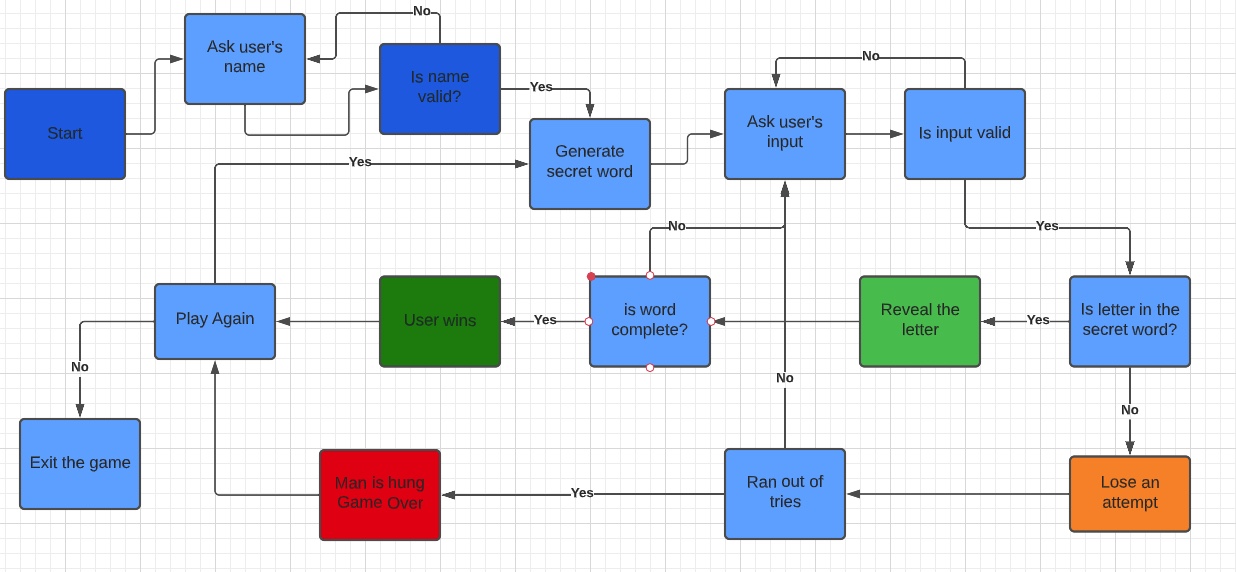 No
Ask user's
name
Is name
valid?
Yes
No
Start
Ask user's
input
Is input valid
Generate
secret word
Yes
No
Yes
Play Again
User wins
Yes
is word
complete?
Reveal the
letter
Yes
Is letter in the
secret word?
No
No
No
Exit the game
Man is hung
Game Over
Yes
Ran out of
tries
Lose an
attempt